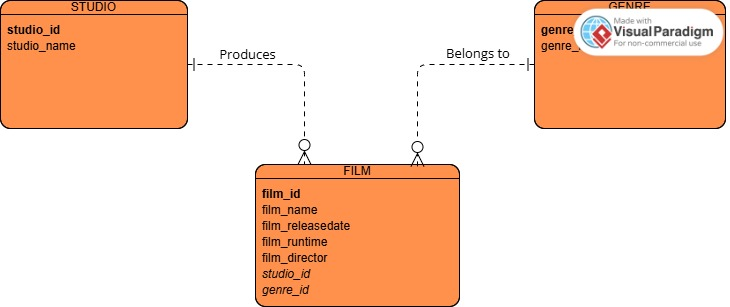 STUDIO
studio_id
studio_name
GENRE
Made with
Visual Paradigm
For non-commercial use
Produces
Belongs to
FILM
film_id
film_name
film_releasedate
film_runtime
film_director
studio_id
genre_id